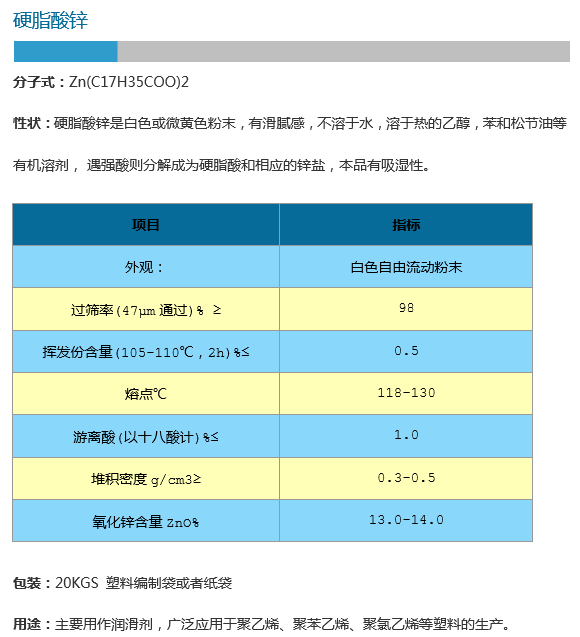 硬脂酸锌
分子式：Zn(C17H35COO)2
性状：硬脂酸锌是白色或微黄色粉末，有滑腻感，不溶于水，溶于热的乙醇，苯和松节油等
有机溶剂， 遇强酸则分解成为硬脂酸和相应的锌盐，本品有吸湿性。
项目 指标
外观： 白色自由流动粉末
过筛率(47μm通过)% ≥ 98
挥发份含量(105-110℃，2h)%≤ 0.5
熔点℃ 118-130
游离酸(以十八酸计)%≤ 1.0
堆积密度g/cm3≥ 0.3-0.5
氧化锌含量ZnO% 13.0-14.0
包装：20KGS 塑料编制袋或者纸袋
用途：主要用作润滑剂，广泛应用于聚乙烯、聚苯乙烯、聚氯乙烯等塑料的生产。